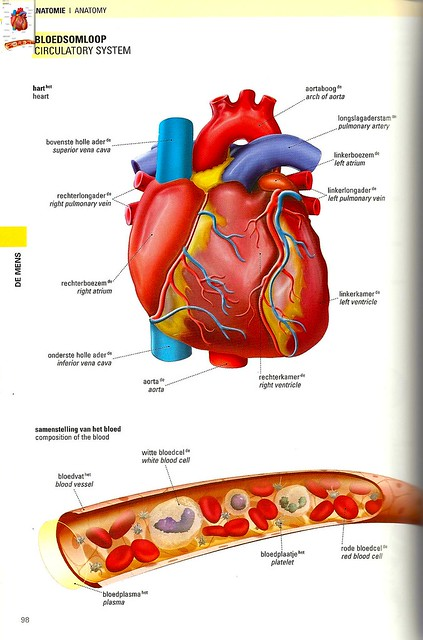 NATOMIE I ANATOMY
BLOEDSOMLOOP
CIRCULATORY SYSTEM
hart het
heart
aortaboog de
arch of aorta
longslagaderstam de
pulmonary artery
bovenste holle ader de
superior vena cava
linkerboezem de
left atrium
rechterlongader de
right pulmonary vein
linkerlongader de
left pulmonary vein
DE MENS
rechterboezem de
right atrium
linkerkamer de
left ventricle
onderste holle ader de
inferior vena cava
aorta de
aorta
rechterkamer de
right ventricle
samenstelling van het bloed
composition of the blood
witte bloedcel de
white blood cell
bloedvat het
blood vessel
bloedplaatje het
platelet
rode bloedcel de
red blood cell
bloedplasma het
plasma
98